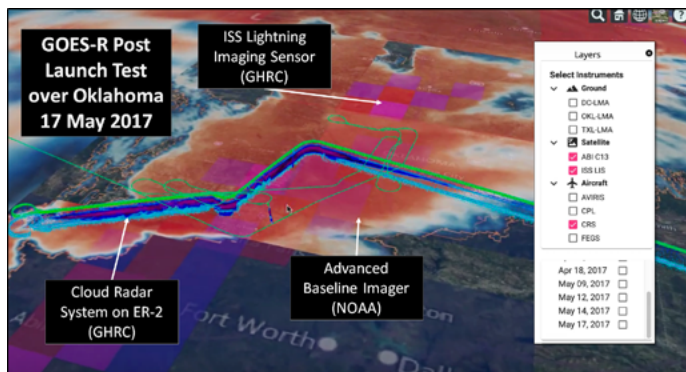 GOES-R Post
Launch Test
over Oklahoma
17 May 2017
ISS Lightning
Imaging Sensor
(GHRC)
Cloud Radar
System on ER-2
(GHRC)
Advanced
Baseline Imager
(NOAA)
Fort Worth
Layers
Select Instruments
Ground
DC-LMA
OKL-LMA
TXL-LMA
Satellite
ABI C13
ISS LIS
Aircraft
AVIRIS
CPL
CRS
FEGS
Apr 18, 2017
May 09, 2017
May 12, 2017
May 14, 2017
May 17, 2017